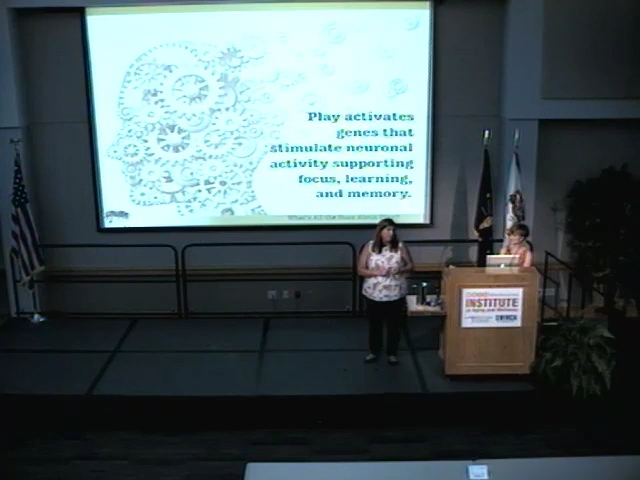 Play activates
genes that
stimulate neuronal
activity supporting
focus, learning,
and memory.
INSTITUTE